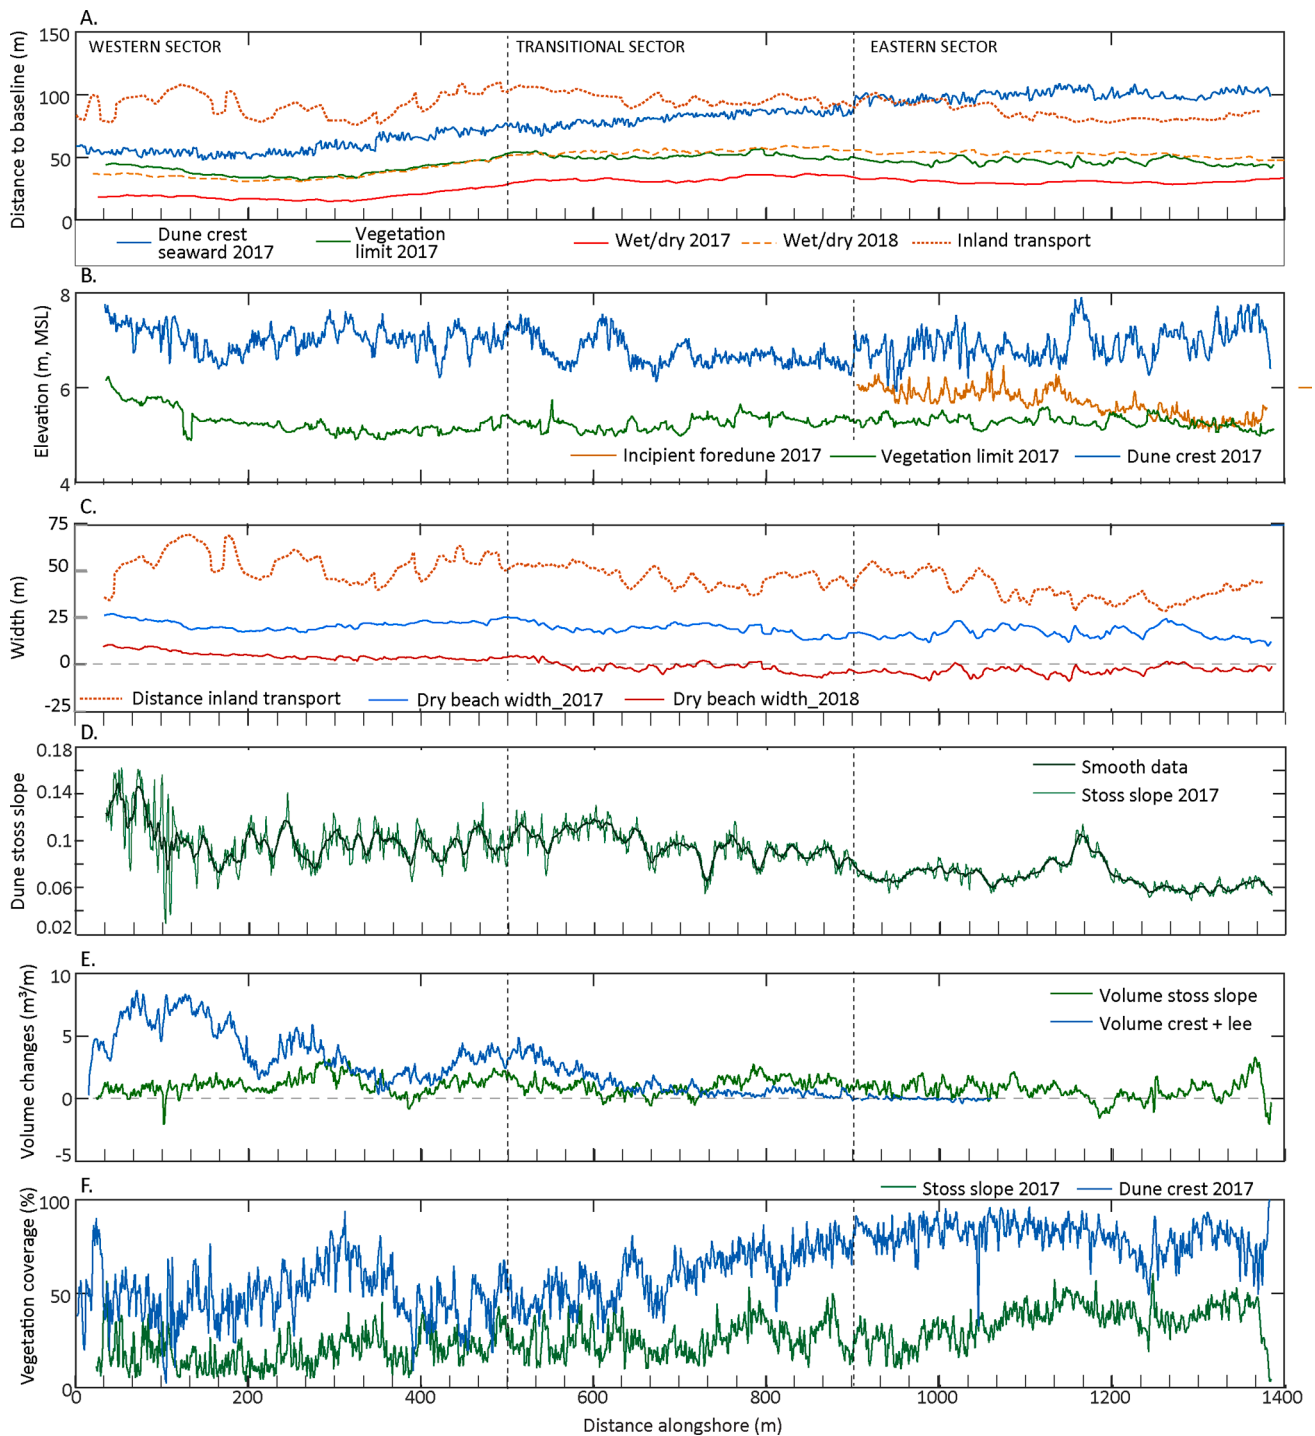 A.
150
100
50
0
Distance to baseline (m)
WESTERN SECTOR
TRANSITIONAL SECTOR
EASTERN SECTOR
Dune crest seaward 2017
Vegetation limit 2017
Wet/dry 2017
Wet/dry 2018
Inland transport
B.
8
6
4
Elevation (m, MSL)
Incipient foredune 2017
Vegetation limit 2017
Dune crest 2017
C.
75
50
25
0
-25
Width (m)
Distance inland transport
Dry beach width_2017
Dry beach width_2018
D.
0.18
0.14
0.1
0.06
0.02
Dune stoss slope
Smooth data
Stoss slope 2017
E.
10
5
0
-5
Volume changes (m³/m)
Volume stoss slope
Volume crest + lee
F.
100
50
0
Vegetation coverage (%)
Stoss slope 2017
Dune crest 2017
200
400
600
800
1000
1200
1400
Distance alongshore (m)